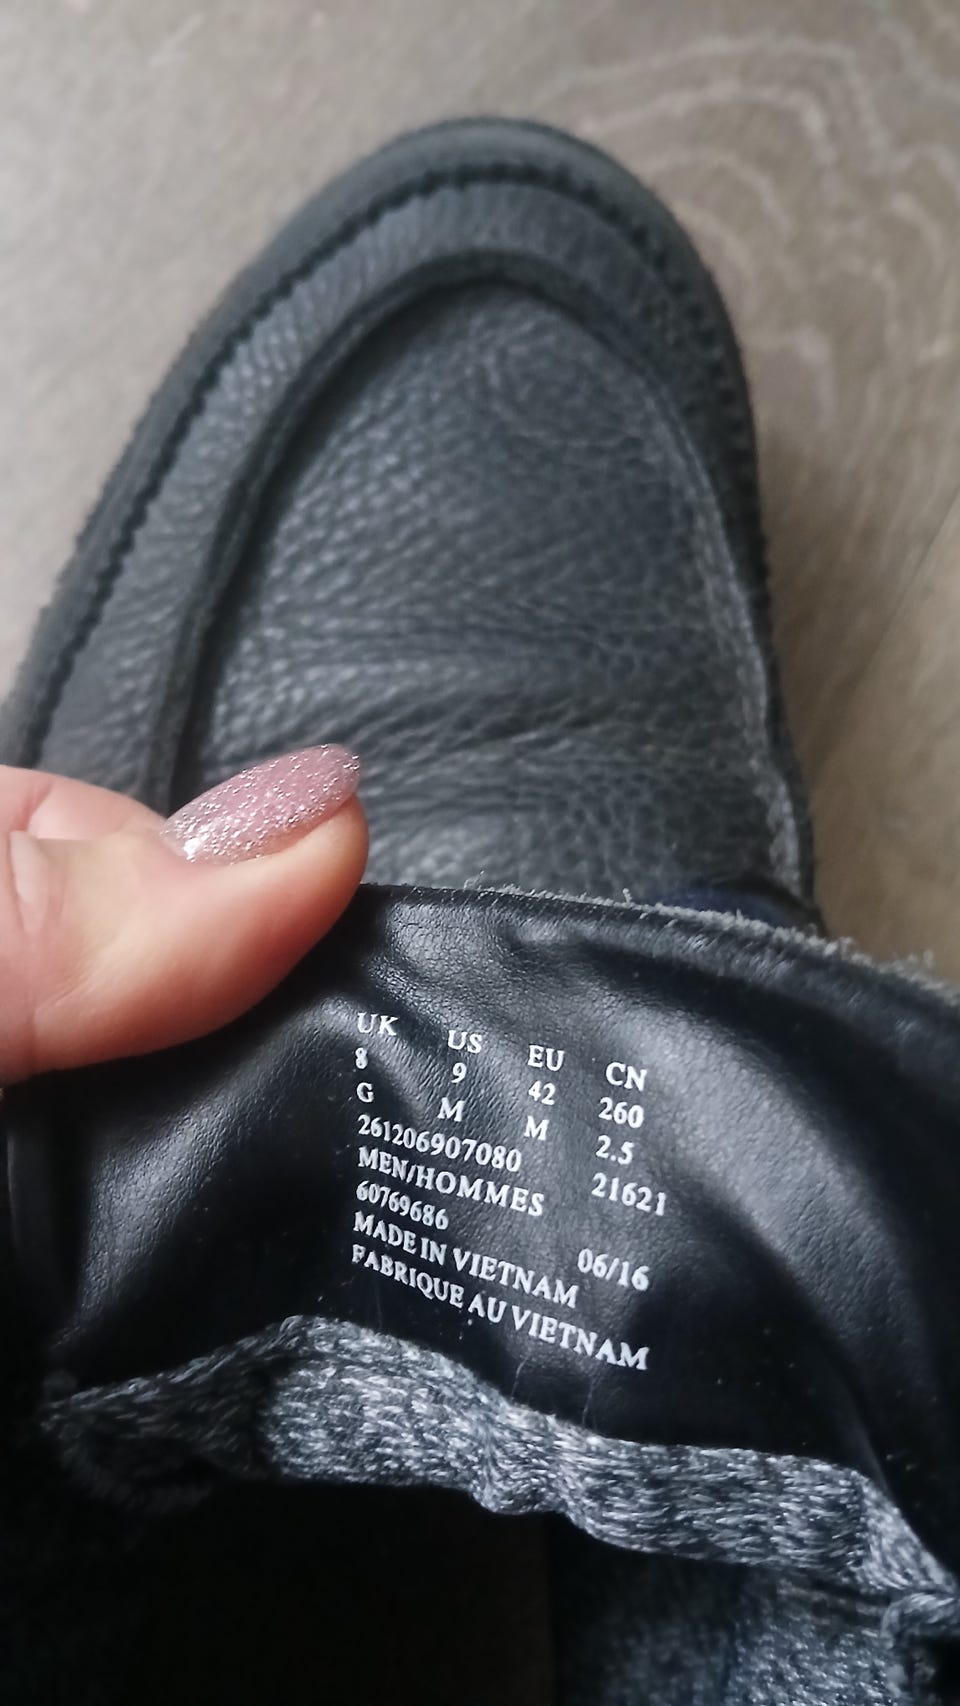 UK US EU CN
8 9 42 260
G M M 2.5
261206907080 21621
MEN/HOMMES
60769686 06/16
MADE IN VIETNAM
FABRIQUE AU VIETNAM